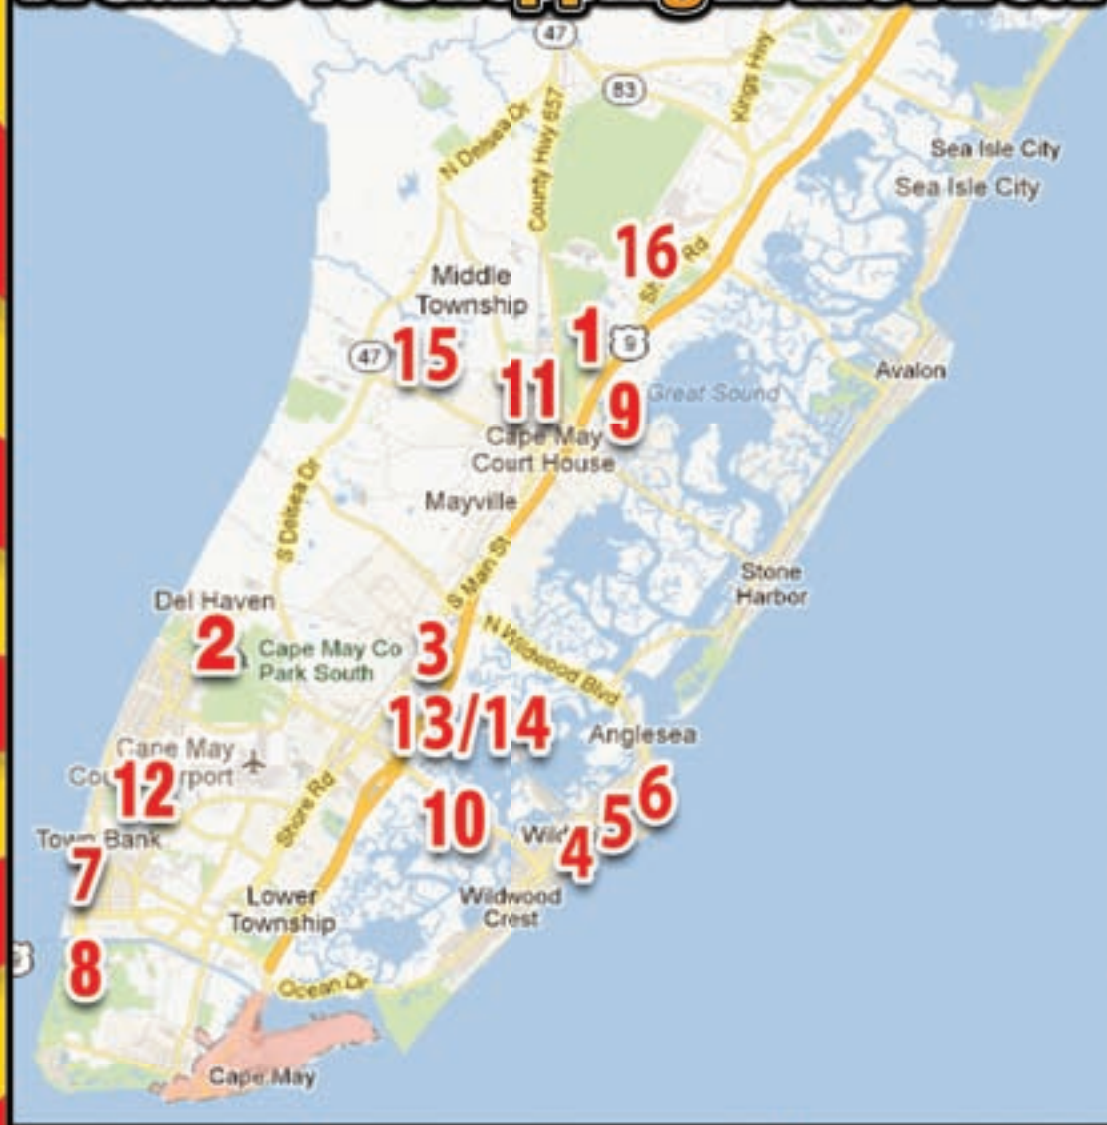 47
83
Kings Hwy
N Delsea Dr
County Hwy 657
Sea Isle City
Sea Isle City
16
Rd
Middle
Township
1
9
47
15
11
9
Great Sound
Avalon
Cape May
Court House
Mayville
S Delsea Dr
S Main St
Stone
Harbor
Del Haven
2
Cape May Co
Park South
3
N Wildwood Blvd
13/14
Anglesea
Cape May
12
Town Bank
Shore Rd
10
4
5
6
7
Lower
Township
Wildwood
Crest
8
Ocean Dr
Cape May